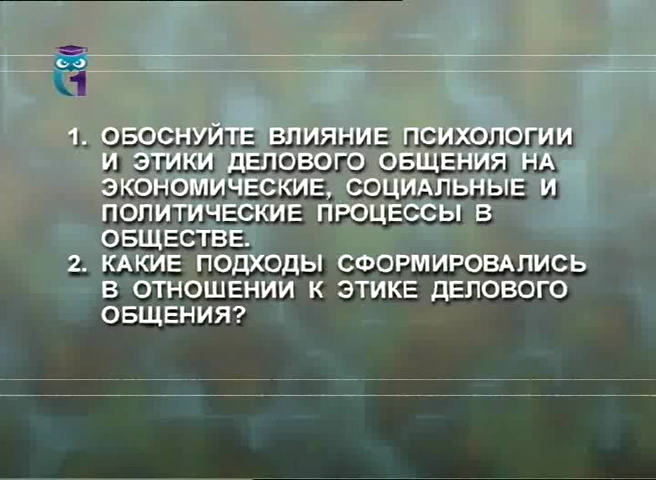 1
1. ОБОСНУЙТЕ ВЛИЯНИЕ ПСИХОЛОГИИ
И ЭТИКИ ДЕЛОВОГО ОБЩЕНИЯ НА
ЭКОНОМИЧЕСКИЕ, СОЦИАЛЬНЫЕ И
ПОЛИТИЧЕСКИЕ ПРОЦЕССЫ В
ОБЩЕСТВЕ.
2. КАКИЕ ПОДХОДЫ СФОРМИРОВАЛИСЬ
В ОТНОШЕНИИ К ЭТИКЕ ДЕЛОВОГО
ОБЩЕНИЯ?